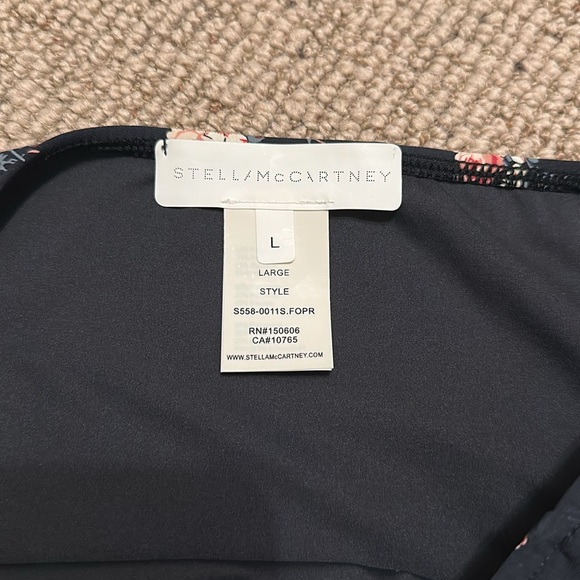 STELLAMcCARTNEY
L
LARGE
STYLE
S558-0011S.FOPR
RN#150606
CA#10765
WWW.STELLAMcCARTNEY.COM